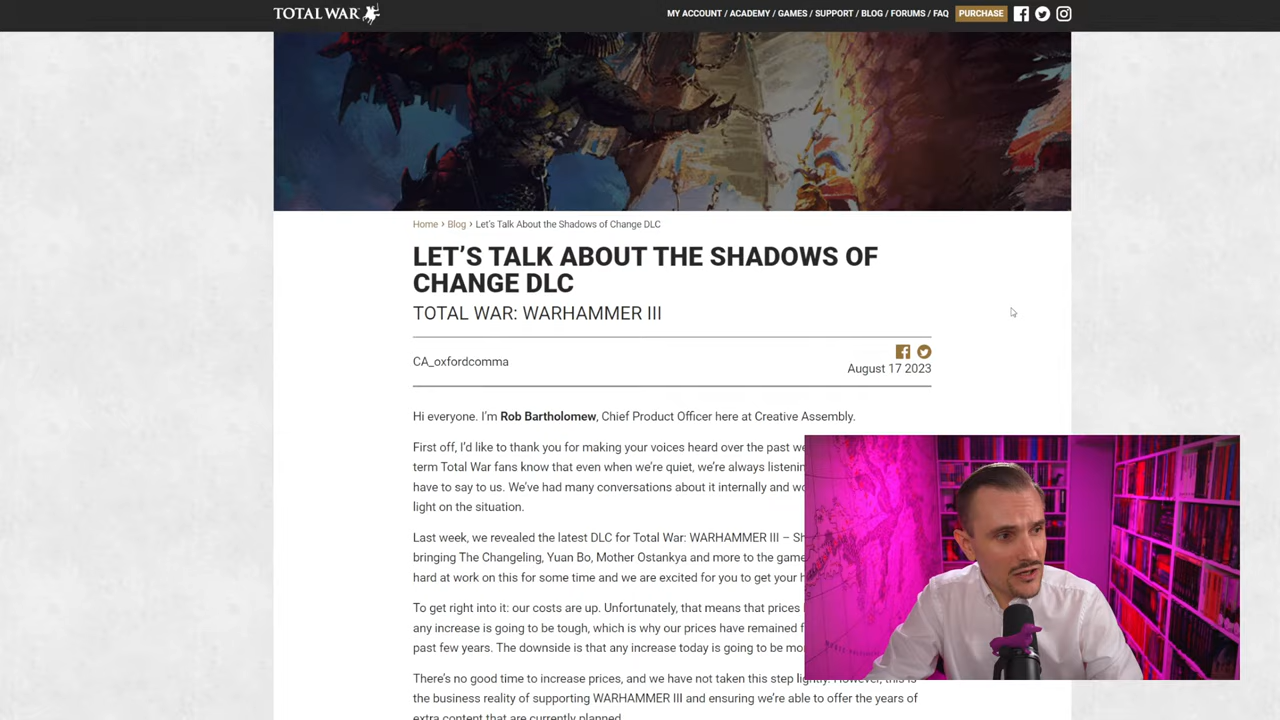 TOTAL WAR
MY ACCOUNT / ACADEMY / GAMES / SUPPORT / BLOG / FORUMS / FAQ PURCHASE
Home › Blog › Let's Talk About the Shadows of Change DLC
LET'S TALK ABOUT THE SHADOWS OF
CHANGE DLC
TOTAL WAR: WARHAMMER III
CA_oxfordcomma
August 17 2023
Hi everyone. I'm Rob Bartholomew, Chief Product Officer here at Creative Assembly.
First off, I'd like to thank you for making your voices heard over the past
term Total War fans know that even when we're quiet, we're always
have to say to us. We've had many conversations about it internally and
light on the situation.
Last week, we revealed the latest DLC for Total War: WARHAMMER III –
bringing The Changeling, Yuan Bo, Mother Ostankya and more to the game
hard at work on this for some time and we are excited for you to get your
To get right into it: our costs are up. Unfortunately, that means that prices
any increase is going to be tough, which is why our prices have remained
past few years. The downside is that any increase today is going to be
There's no good time to increase prices, and we have not taken this step lightly. However, this is
the business reality of supporting WARHAMMER III and ensuring we're able to offer the years of
extra content that are currently planned.